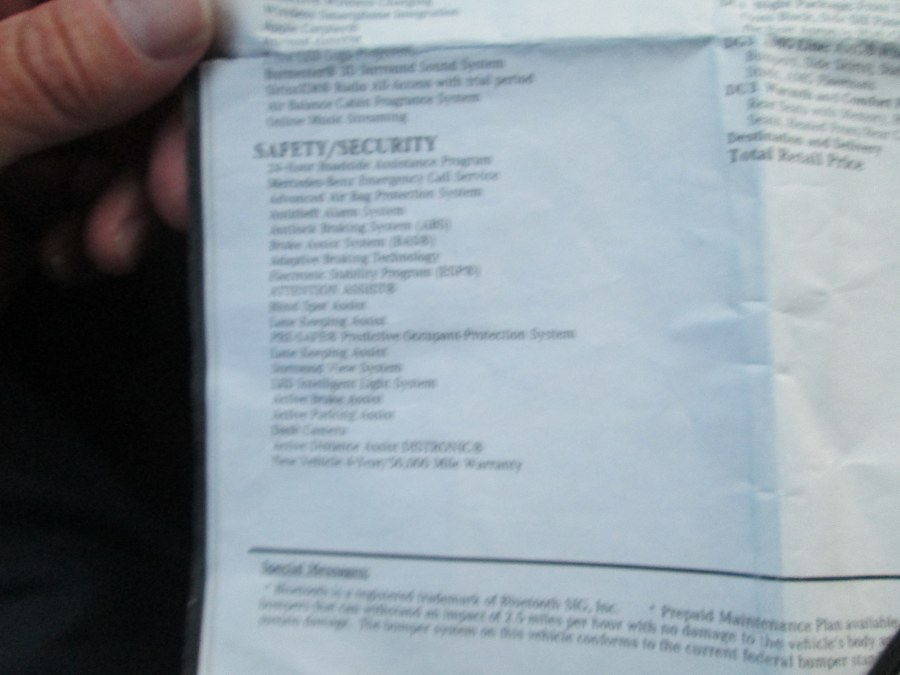 Wireless Smartphone Integration
Burmester® 3D Surround Sound System
SiriusXM® Radio All Access with trial period
Air Balance Cabin Fragrance System
Online Music Streaming
SAFETY/SECURITY
24-Hour Roadside Assistance Program
Mercedes-Benz Emergency Call Service
Advanced Air Bag Protection System
Antitheft Alarm System
Antilock Braking System (ABS)
Brake Assist System (BAS®)
Adaptive Braking Technology
Electronic Stability Program (ESP®)
ATTENTION ASSIST®
Blind Spot Assist
Lane Keeping Assist
PRE-SAFE® Predictive Occupant Protection System
Lane Keeping Assist
Surround View System
LED Intelligent Light System
Active Brake Assist
Active Parking Assist
Dash Camera
Active Distance Assist DISTRONIC®
New Vehicle 4-Year/50,000 Mile Warranty
Destination and Delivery
Total Retail Price
Special Messages:
* Bluetooth is a registered trademark of Bluetooth SIG, Inc. * Prepaid Maintenance Plan available
bumpers that can withstand an impact of 2.5 miles per hour with no damage to the vehicle's body
certain damage. The bumper system on this vehicle conforms to the current federal bumper